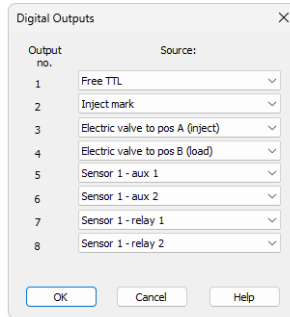 Digital Outputs
Output no.
Source:
1 Free TTL
2 Inject mark
3 Electric valve to pos A (inject)
4 Electric valve to pos B (load)
5 Sensor 1 - aux 1
6 Sensor 1 - aux 2
7 Sensor 1 - relay 1
8 Sensor 1 - relay 2
OK Cancel Help